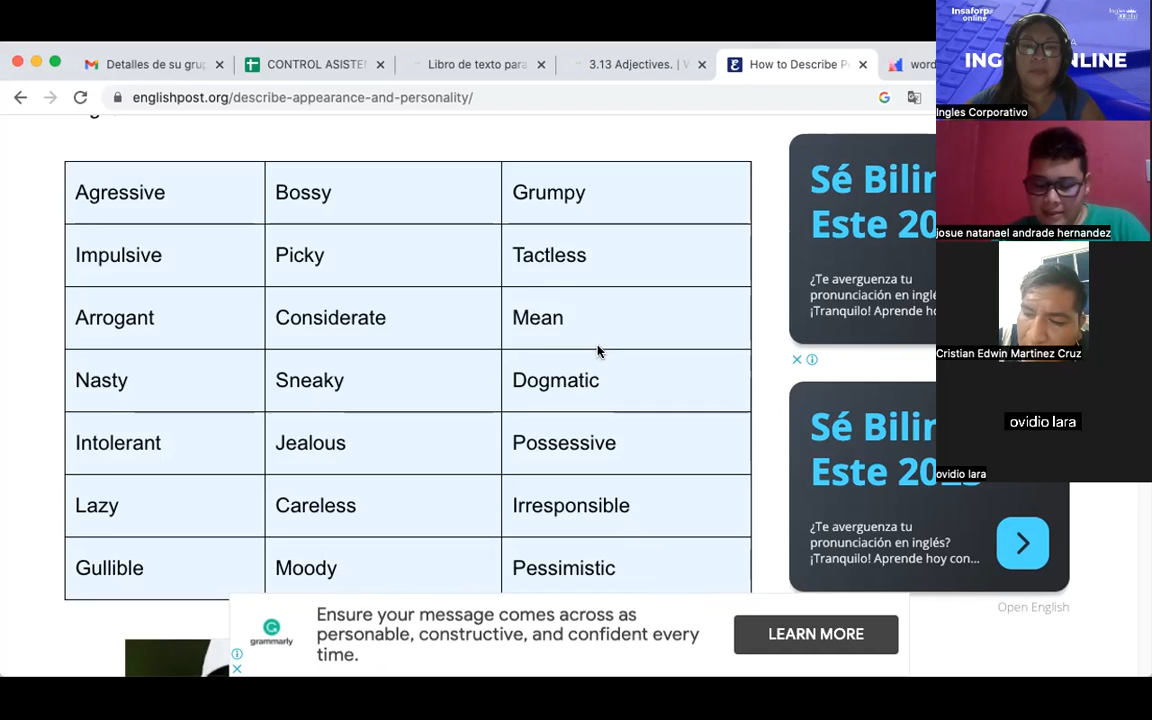 Detalles de su gru
CONTROL ASISTE
Libro de texto para
3.13 Adjectives. |
How to Describe P
word
englishpost.org/describe-appearance-and-personality/
Agressive Bossy Grumpy
Impulsive Picky Tactless
Arrogant Considerate Mean
Nasty Sneaky Dogmatic
Intolerant Jealous Possessive
Lazy Careless Irresponsible
Gullible Moody Pessimistic
Sé Bilin
Este 20
¿Te averguenza tu
pronunciación en inglé
¡Tranquilo! Aprende ho
Sé Bilin
Este 20
¿Te averguenza tu
pronunciación en inglés?
¡Tranquilo! Aprende hoy con...
Open English
grammarly
Ensure your message comes across as
personable, constructive, and confident every
time.
LEARN MORE
Insaforp
online
ING
NLINE
Ingles Corporativo
josue natanael andrade hernandez
Cristian Edwin Martinez Cruz
ovidio lara
ovidio lara